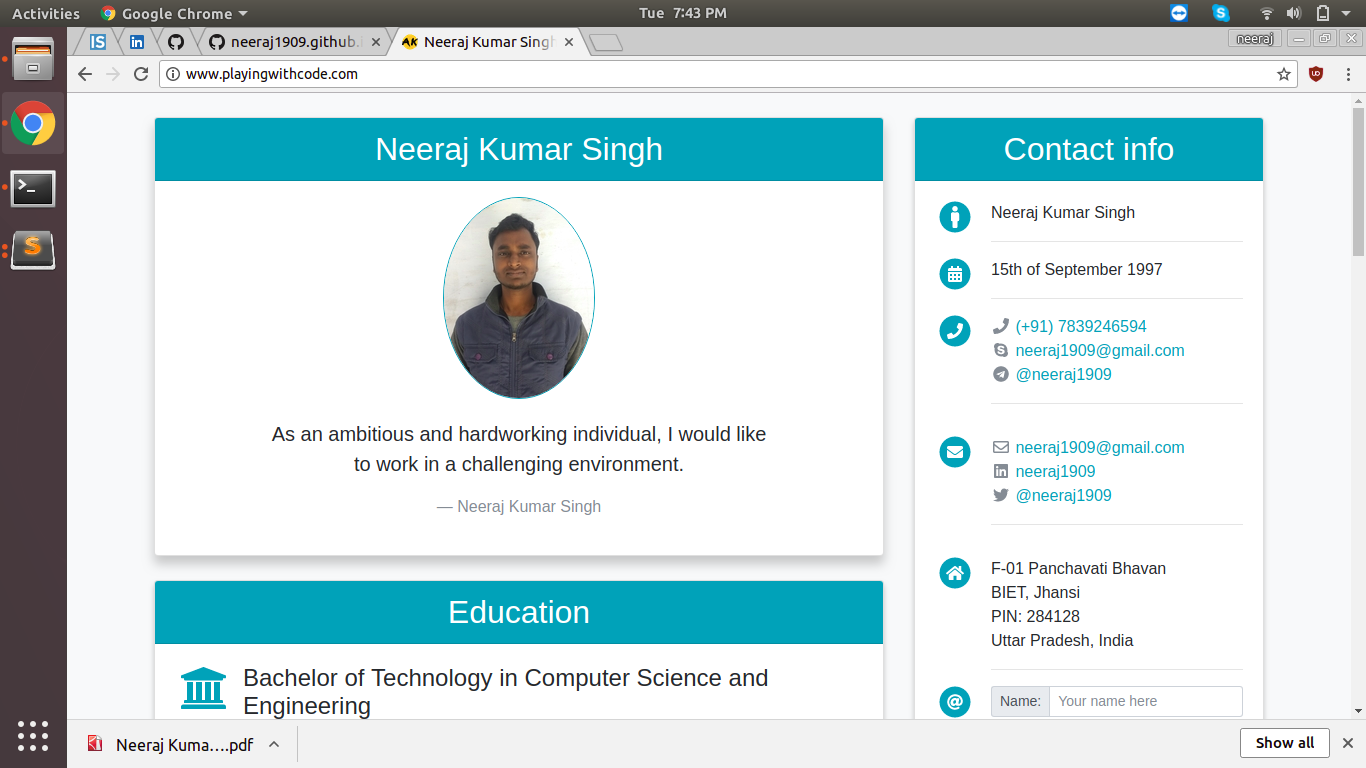 Activities
Google Chrome
Tue 7:43 PM
neeraj1909.github.
Neeraj Kumar Singh
neeraj
www.playingwithcode.com
Neeraj Kumar Singh
As an ambitious and hardworking individual, I would like
to work in a challenging environment.
— Neeraj Kumar Singh
Education
Bachelor of Technology in Computer Science and
Engineering
Contact info
Neeraj Kumar Singh
15th of September 1997
(+91) 7839246594
neeraj1909@gmail.com
@neeraj1909
neeraj1909@gmail.com
neeraj1909
@neeraj1909
F-01 Panchavati Bhavan
BIET, Jhansi
PIN: 284128
Uttar Pradesh, India
Name:
Your name here
Neeraj Kuma....pdf
Show all